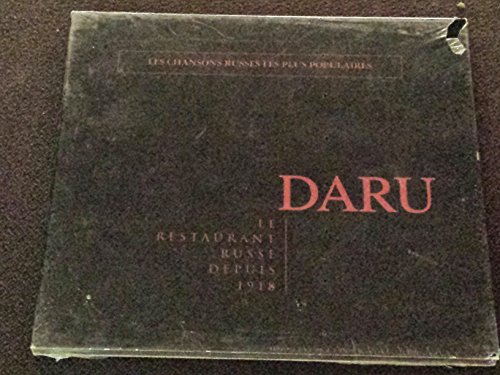 LES CHANSONS RUSSES LES PLUS POPULAIRES
DARU
LE
RESTAURANT
RUSSE
DEPUIS
1918